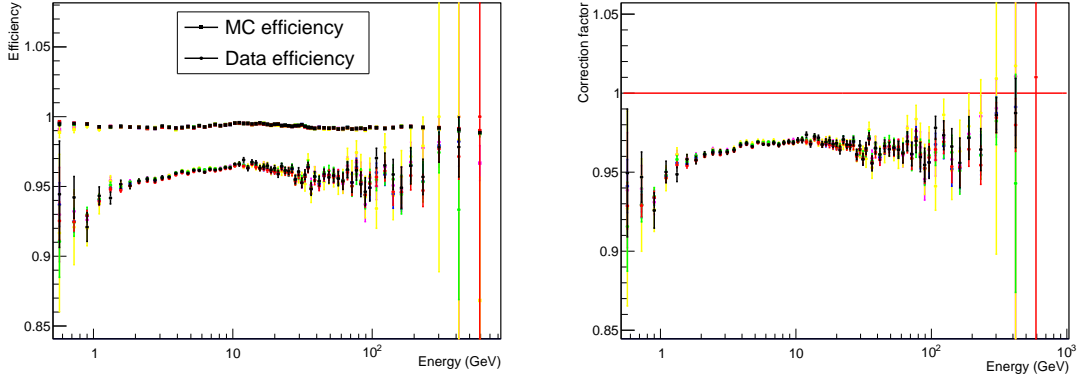 Efficiency
1.05
1
0.95
0.9
0.85
MC efficiency
Data efficiency
1
10
10²
Energy (GeV)
Correction factor
1.05
1
0.95
0.9
0.85
1
10
10²
10³
Energy (GeV)